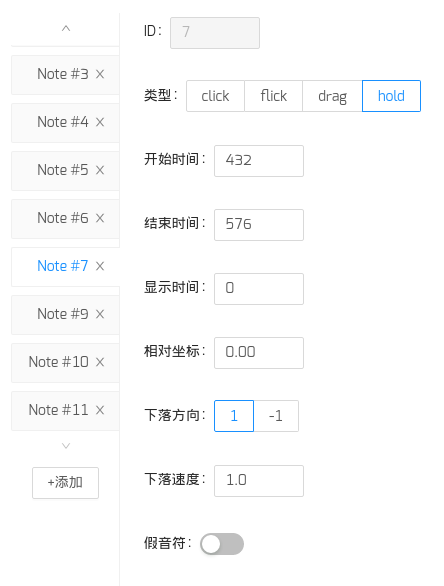 Note #3
Note #4
Note #5
Note #6
Note #7
Note #9
Note #10
Note #11
+添加
ID： 7
类型： click flick drag hold
开始时间： 432
结束时间： 576
显示时间： 0
相对坐标： 0.00
下落方向： 1 -1
下落速度： 1.0
假音符：